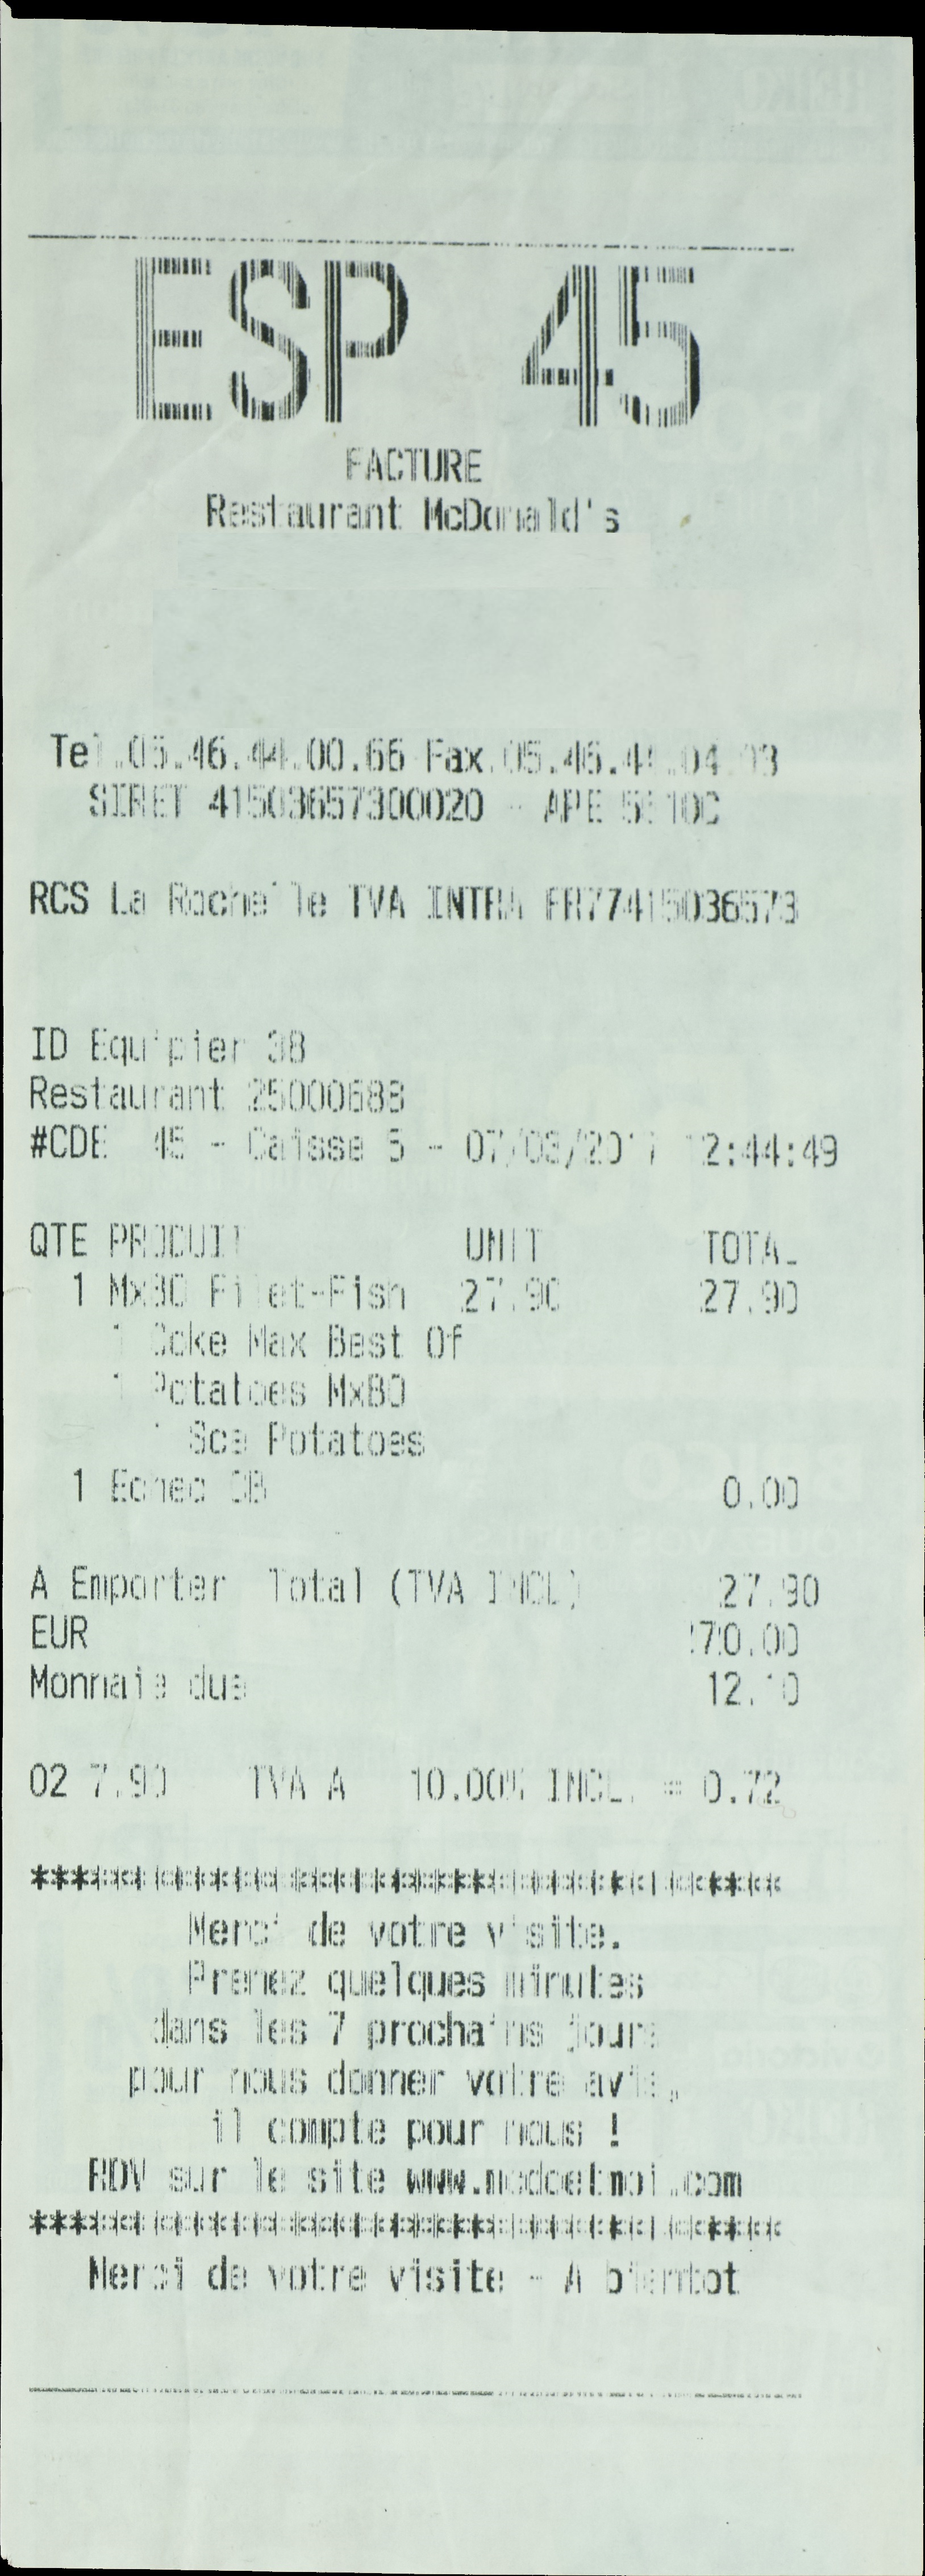 ESP 45
FACTURE
Restaurant McDonald's
Tel.05.46.44.00.66 Fax.05.46.44.04.03
SIRET 41503657300020 - APE 5510C
RCS La Rochelle TVA INTRA FR77415036573
ID Equipier 38
Restaurant 25000688
#CDE 45 - Caisse 5 - 07/03/2017 12:44:49
QTE PRODUIT UNIT TOTAL
1 MxBO Filet-Fish 27.90 27.90
1 Coke Max Best Of
1 Potatoes MxBO
1 Sce Potatoes
1 Echec CB 0.00
A Emporter Total (TVA INCL) 27.90
EUR 70.00
Monnaie due 12.10
02 7.90 TVA A 10.00% INCL. = 0.72
***************************************
Merci de votre visite.
Prenez quelques minutes
dans les 7 prochains jours
pour nous donner votre avis,
il compte pour nous !
RDV sur le site www.mcdoetmoi.com
***************************************
Merci de votre visite - A bientot